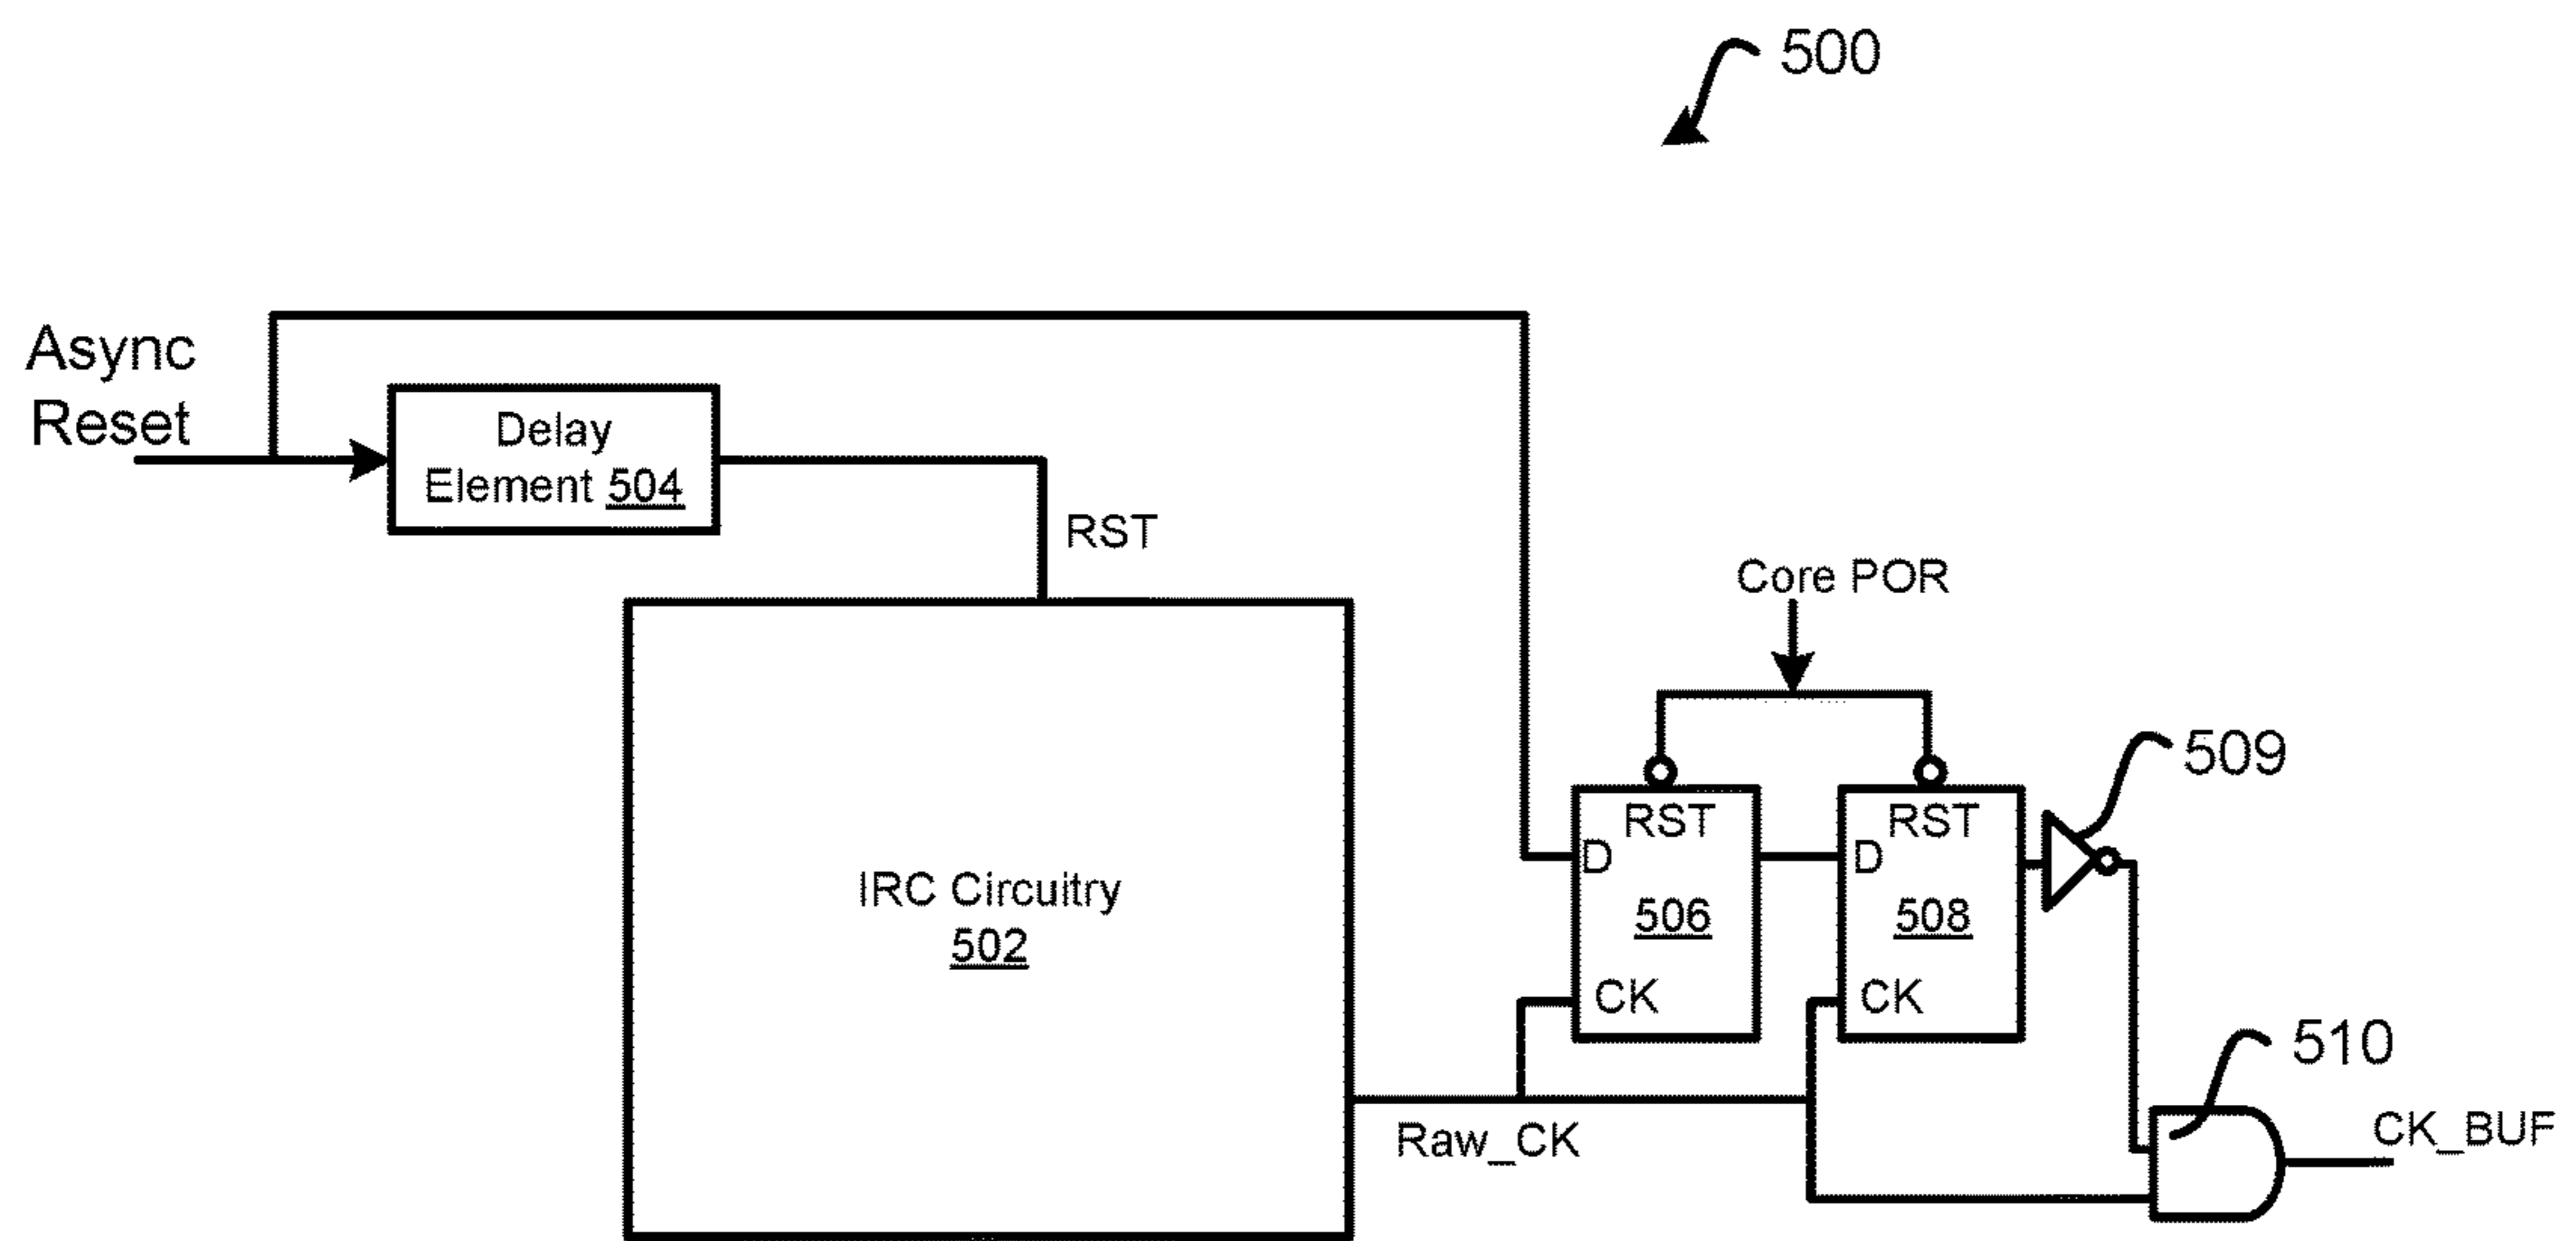 500
Async
Reset
Delay
Element 504
RST
Core POR
509
RST
RST
D
D
IRC Circuitry
502
506
508
CK
CK
510
Raw_CK
CK_BUF